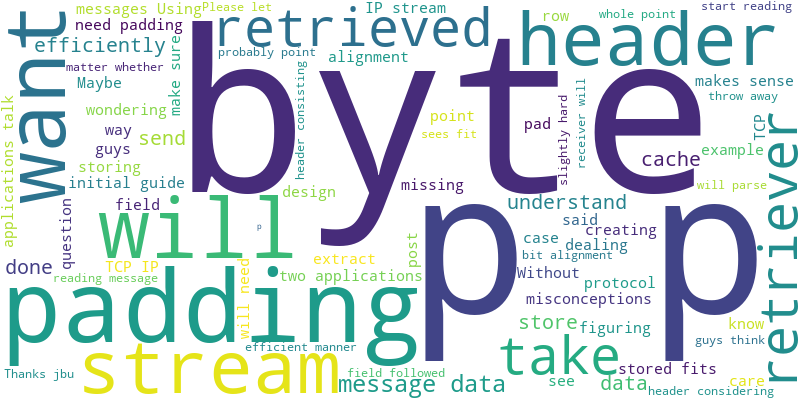 messages Using
Please let
IP stream
row
whole point
start reading
need padding
want
byte
retrieved
header
efficiently
make sure
probably point
alignment
matter whether
Maybe
header consisting
receiver will
makes sense
throw away
wondering
point
pad
slightly hard
TCP
applications talk
way
send
sees fit
cache
example
guys
storing
initial guide
design
missing
will parse
field
will
p p
understand
retriever
question
said
creating
post
case
dealing
extract
bit alignment
done
TCP IP
will need
two applications
Without
protocol
reading message
misconceptions
padding
store
figuring
know
efficient manner
guys think
stream
take
stored fits
Thanks jbu
field followed
see
data
care
message data
header considering
p